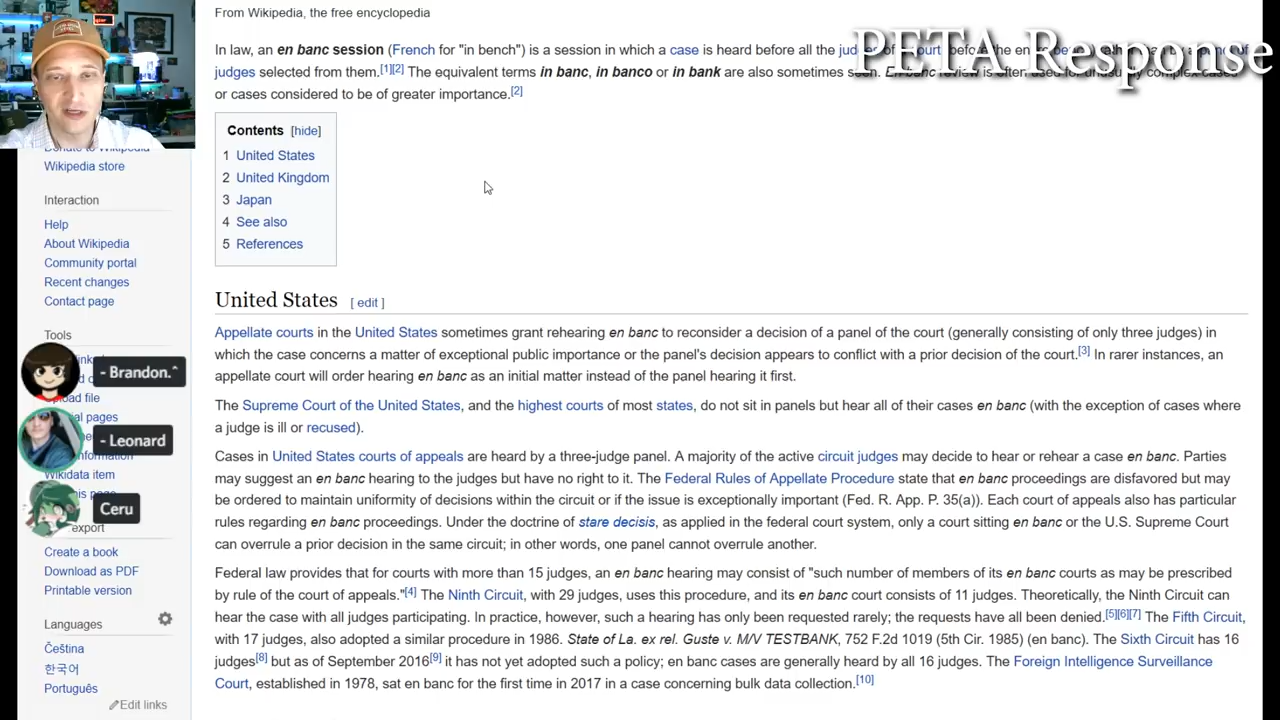 From Wikipedia, the free encyclopedia
PETA Response
In law, an en banc session (French for "in bench") is a session in which a case is heard before all the judges of
judges selected from them.[1][2] The equivalent terms in banc, in banco or in bank are also sometimes seen. En banc review is often used for unusually complex cases
or cases considered to be of greater importance.[2]
Contents [hide]
1 United States
2 United Kingdom
3 Japan
4 See also
5 References
Donate to Wikipedia
Wikipedia store
Interaction
Help
About Wikipedia
Community portal
Recent changes
Contact page
Tools
- Brandon.^
Upload file
- Leonard
Wikidata item
Ceru
export
Create a book
Download as PDF
Printable version
Languages
Čeština
한국어
Português
Edit links
United States [ edit ]
Appellate courts in the United States sometimes grant rehearing en banc to reconsider a decision of a panel of the court (generally consisting of only three judges) in
which the case concerns a matter of exceptional public importance or the panel's decision appears to conflict with a prior decision of the court.[3] In rarer instances, an
appellate court will order hearing en banc as an initial matter instead of the panel hearing it first.
The Supreme Court of the United States, and the highest courts of most states, do not sit in panels but hear all of their cases en banc (with the exception of cases where
a judge is ill or recused).
Cases in United States courts of appeals are heard by a three-judge panel. A majority of the active circuit judges may decide to hear or rehear a case en banc. Parties
may suggest an en banc hearing to the judges but have no right to it. The Federal Rules of Appellate Procedure state that en banc proceedings are disfavored but may
be ordered to maintain uniformity of decisions within the circuit or if the issue is exceptionally important (Fed. R. App. P. 35(a)). Each court of appeals also has particular
rules regarding en banc proceedings. Under the doctrine of stare decisis, as applied in the federal court system, only a court sitting en banc or the U.S. Supreme Court
can overrule a prior decision in the same circuit; in other words, one panel cannot overrule another.
Federal law provides that for courts with more than 15 judges, an en banc hearing may consist of "such number of members of its en banc courts as may be prescribed
by rule of the court of appeals."[4] The Ninth Circuit, with 29 judges, uses this procedure, and its en banc court consists of 11 judges. Theoretically, the Ninth Circuit can
hear the case with all judges participating. In practice, however, such a hearing has only been requested rarely; the requests have all been denied.[5][6][7] The Fifth Circuit,
with 17 judges, also adopted a similar procedure in 1986. State of La. ex rel. Guste v. M/V TESTBANK, 752 F.2d 1019 (5th Cir. 1985) (en banc). The Sixth Circuit has 16
judges[8] but as of September 2016[9] it has not yet adopted such a policy; en banc cases are generally heard by all 16 judges. The Foreign Intelligence Surveillance
Court, established in 1978, sat en banc for the first time in 2017 in a case concerning bulk data collection.[10]